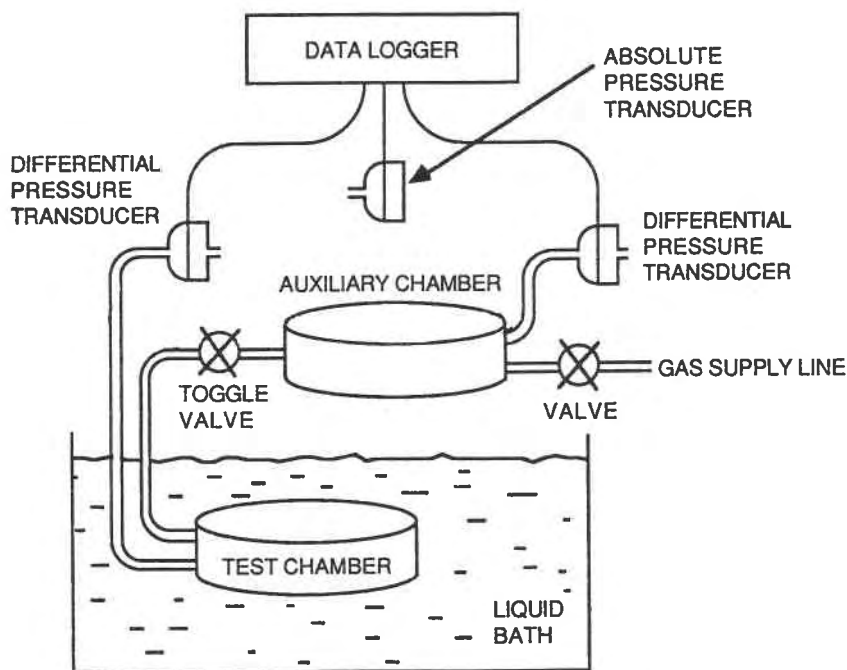 DATA LOGGER
ABSOLUTE
PRESSURE
TRANSDUCER
DIFFERENTIAL
PRESSURE
TRANSDUCER
DIFFERENTIAL
PRESSURE
TRANSDUCER
AUXILIARY CHAMBER
GAS SUPPLY LINE
TOGGLE
VALVE
VALVE
TEST CHAMBER
LIQUID
BATH